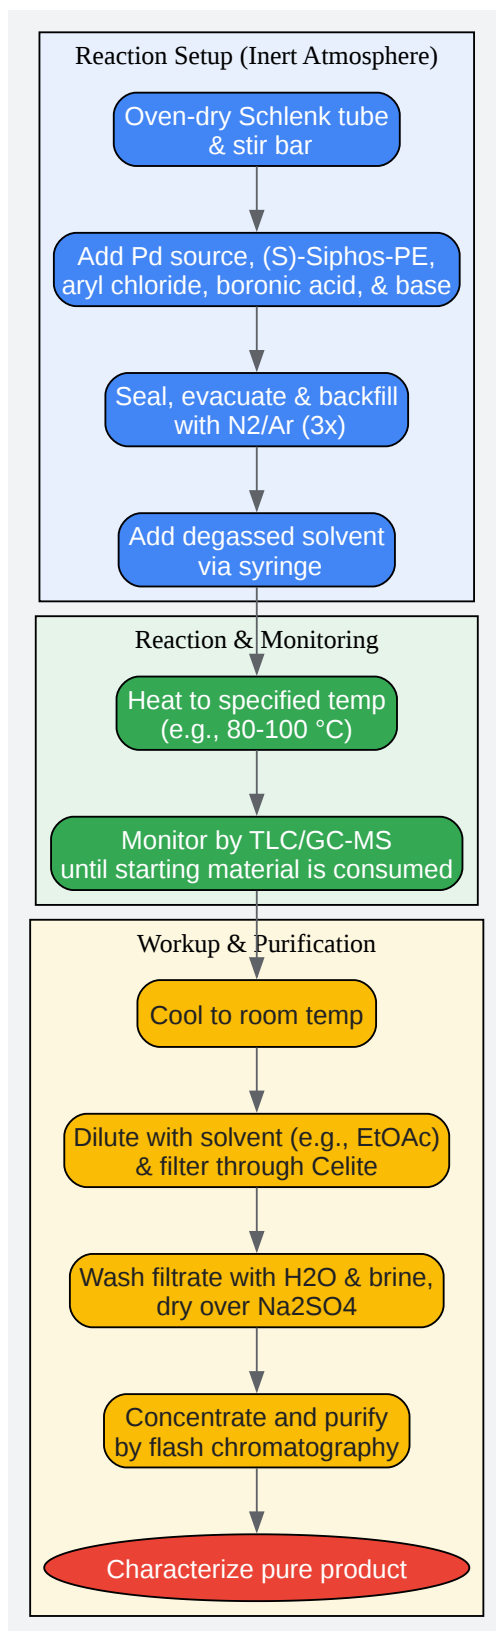 Reaction Setup (Inert Atmosphere)
Oven-dry Schlenk tube
& stir bar
Add Pd source, (S)-Siphos-PE,
aryl chloride, boronic acid, & base
Seal, evacuate & backfill
with N2/Ar (3x)
Add degassed solvent
via syringe
Reaction & Monitoring
Heat to specified temp
(e.g., 80-100 °C)
Monitor by TLC/GC-MS
until starting material is consumed
Workup & Purification
Cool to room temp
Dilute with solvent (e.g., EtOAc)
& filter through Celite
Wash filtrate with H2O & brine,
dry over Na2SO4
Concentrate and purify
by flash chromatography
Characterize pure product